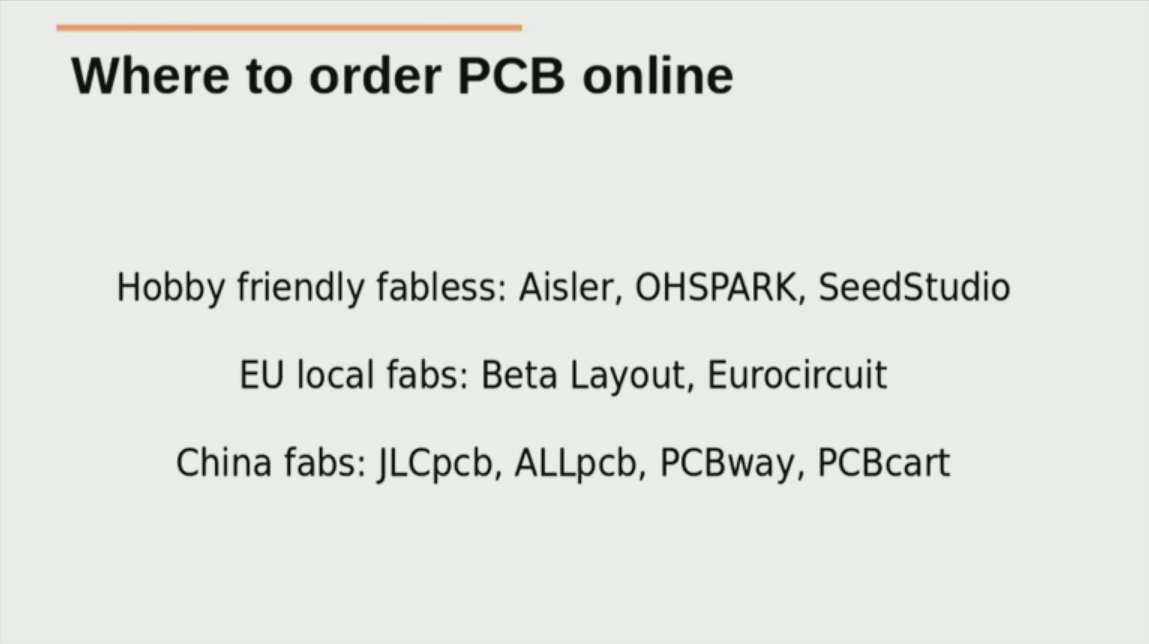 Where to order PCB online
Hobby friendly fabless: Aisler, OHSPARK, SeedStudio
EU local fabs: Beta Layout, Eurocircuit
China fabs: JLCpcb, ALLpcb, PCBway, PCBcart